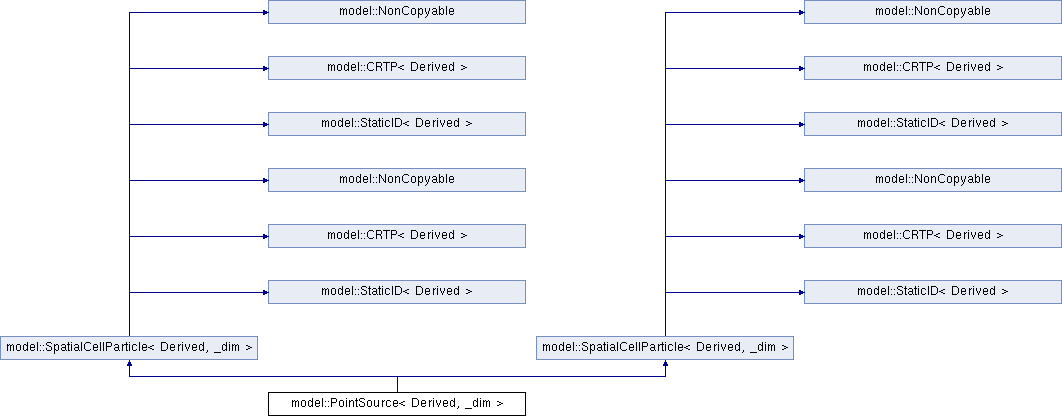 model::NonCopyable
model::NonCopyable
model::CRTP< Derived >
model::CRTP< Derived >
model::StaticID< Derived >
model::StaticID< Derived >
model::NonCopyable
model::NonCopyable
model::CRTP< Derived >
model::CRTP< Derived >
model::StaticID< Derived >
model::StaticID< Derived >
model::SpatialCellParticle< Derived, _dim >
model::SpatialCellParticle< Derived, _dim >
model::PointSource< Derived, _dim >